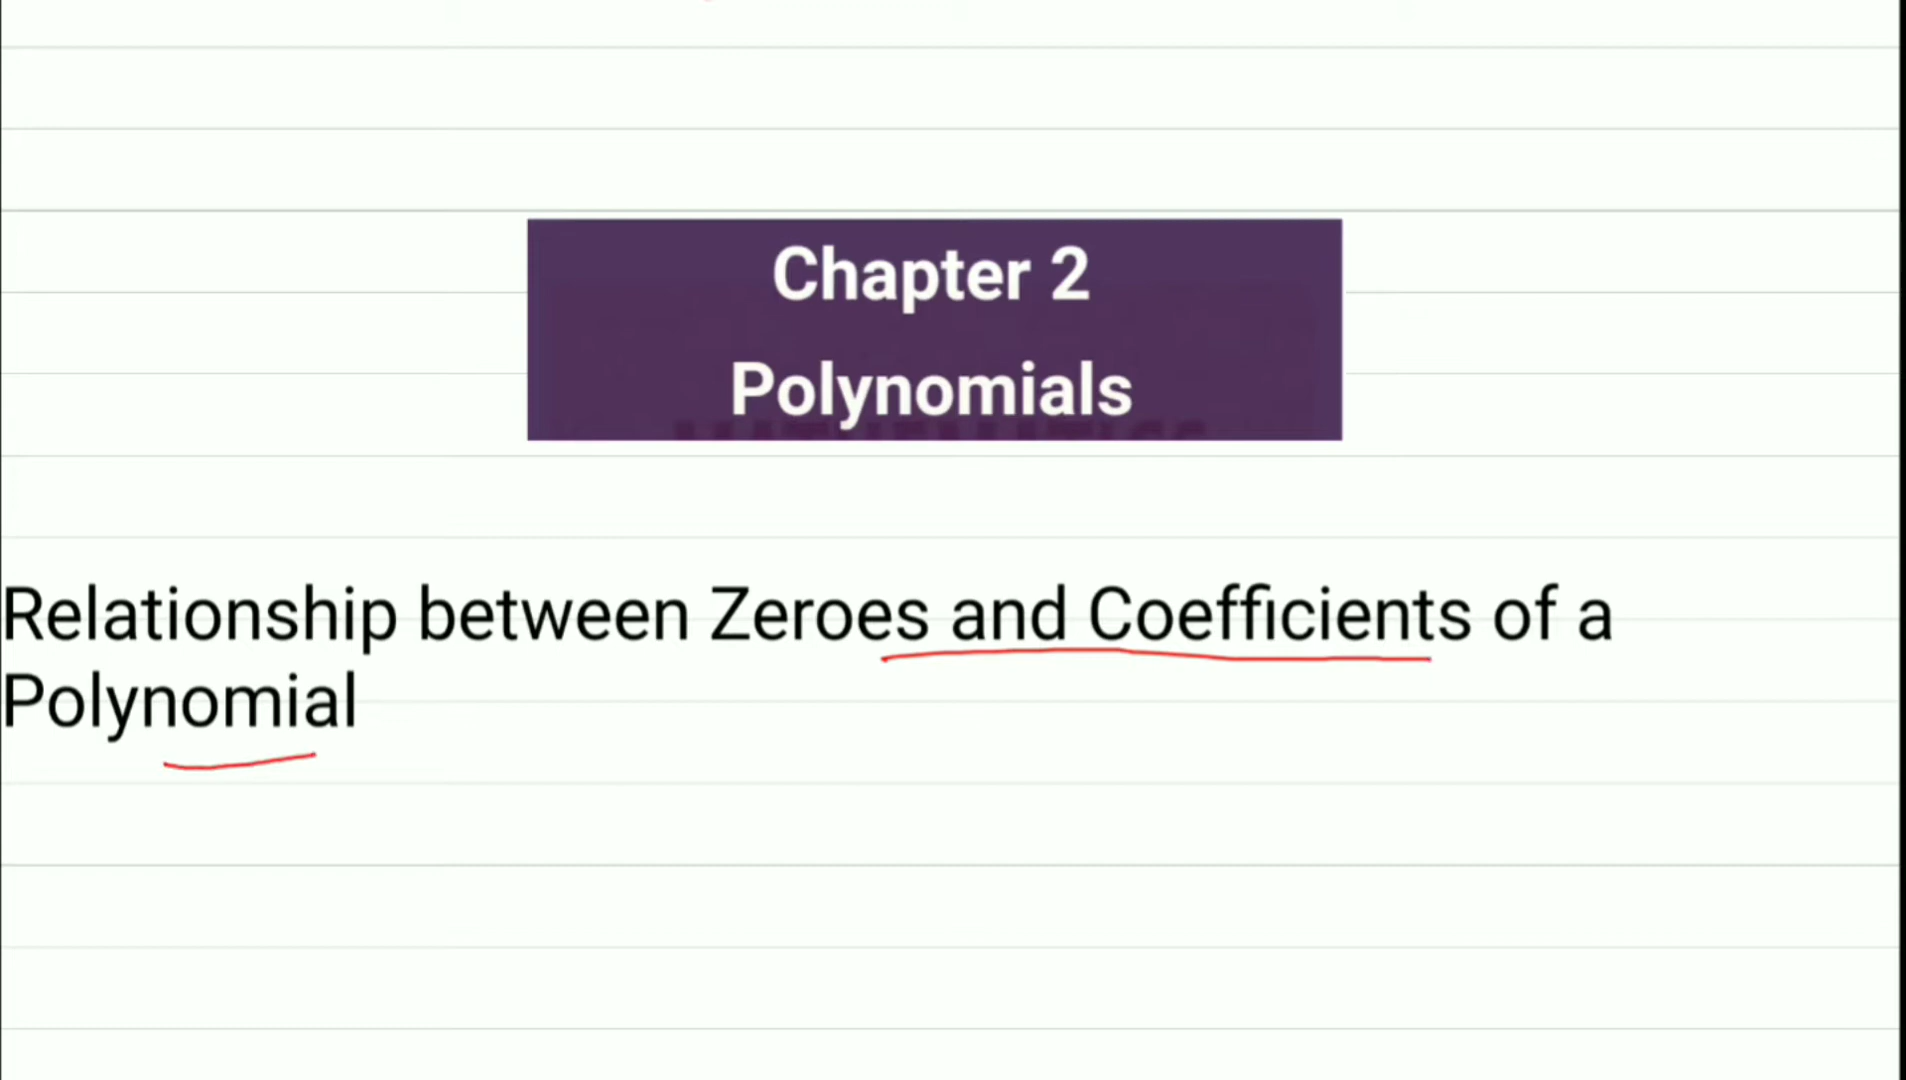 Chapter 2
Polynomials
Relationship between Zeroes and Coefficients of a
Polynomial